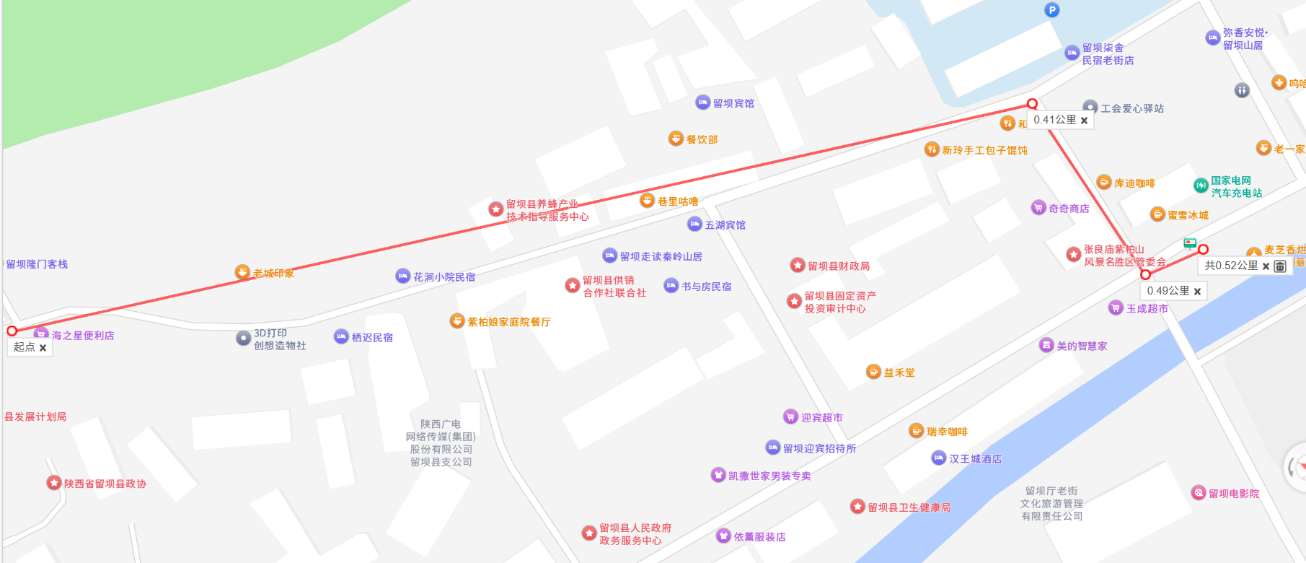 P
弥香安悦·
留坝山居
留坝柒舍
民宿老街店
留坝宾馆
工会爱心驿站
0.41公里
和
餐饮部
新玲手工包子馄饨
老一家
国家电网
汽车充电站
库迪咖啡
留坝县养蜂产业
技术指导服务中心
巷里咕噜
奇奇商店
蜜雪冰城
五湖宾馆
张良庙紫柏山
风景名胜区管委会
麦芝香烘
留坝走读秦岭山居
留坝隆门客栈
老城印象
花涧小院民宿
留坝县供销
合作社联合社
书与房民宿
留坝县财政局
共0.52公里
0.49公里
留坝县固定资产
投资审计中心
玉成超市
紫柏娘家庭院餐厅
海之星便利店
起点
3D打印
创想造物社
栖迟民宿
美的智慧家
益禾堂
县发展计划局
陕西广电
网络传媒(集团)
股份有限公司
留坝县支公司
迎宾超市
瑞幸咖啡
留坝迎宾招待所
汉王城酒店
凯撒世家男装专卖
陕西省留坝县政协
留坝厅老街
文化旅游管理
有限责任公司
留坝电影院
留坝县卫生健康局
留坝县人民政府
政务服务中心
依薰服装店